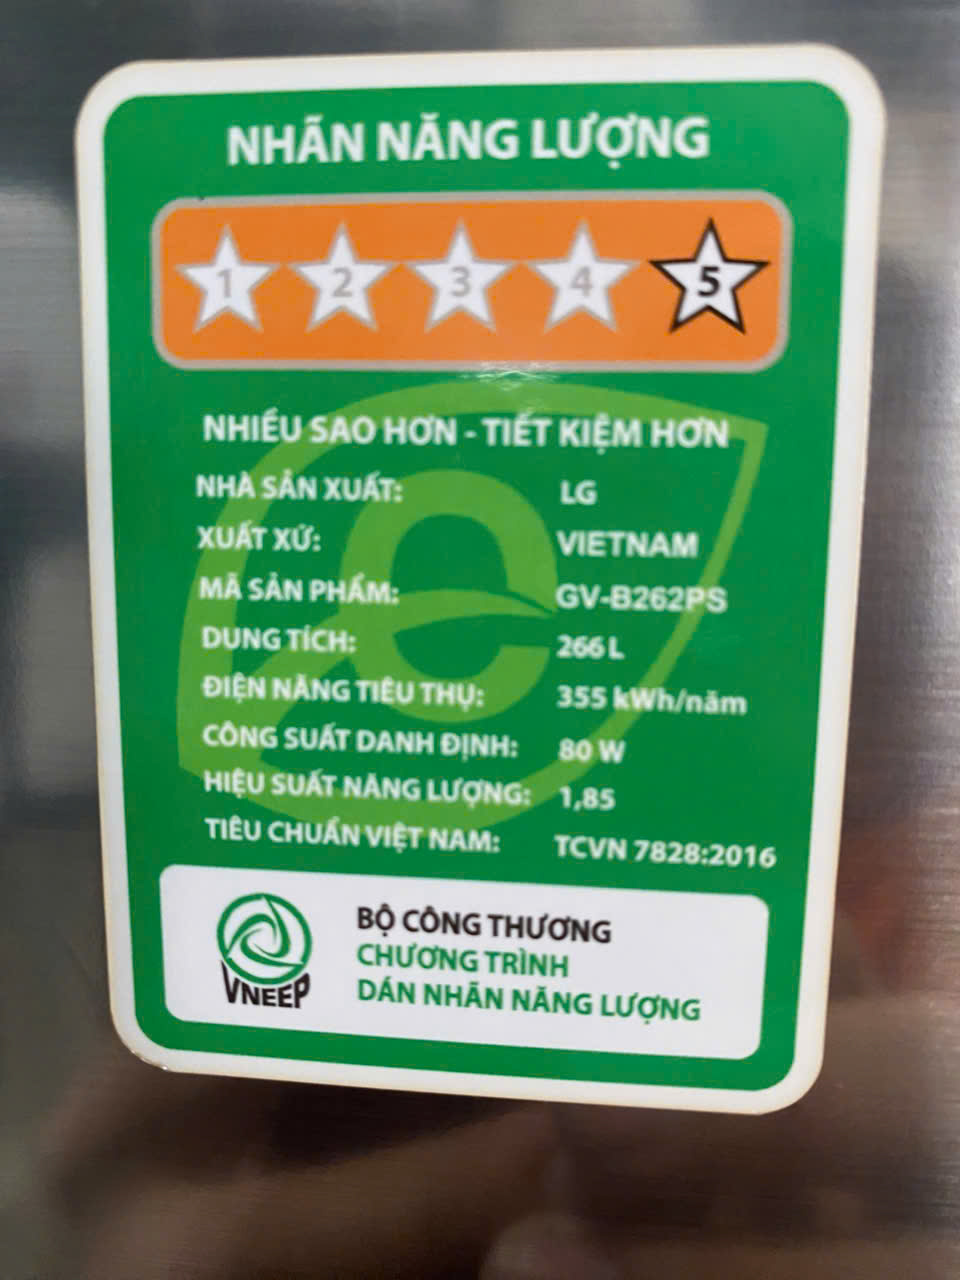 NHÃN NĂNG LƯỢNG
1 2 3 4 5
NHIỀU SAO HƠN - TIẾT KIỆM HƠN
NHÀ SẢN XUẤT: LG
XUẤT XỨ: VIETNAM
MÃ SẢN PHẨM: GV-B262PS
DUNG TÍCH: 266 L
ĐIỆN NĂNG TIÊU THỤ: 355 kWh/năm
CÔNG SUẤT DANH ĐỊNH: 80 W
HIỆU SUẤT NĂNG LƯỢNG: 1,85
TIÊU CHUẨN VIỆT NAM: TCVN 7828:2016
VNEEP
BỘ CÔNG THƯƠNG
CHƯƠNG TRÌNH
DÁN NHÃN NĂNG LƯỢNG